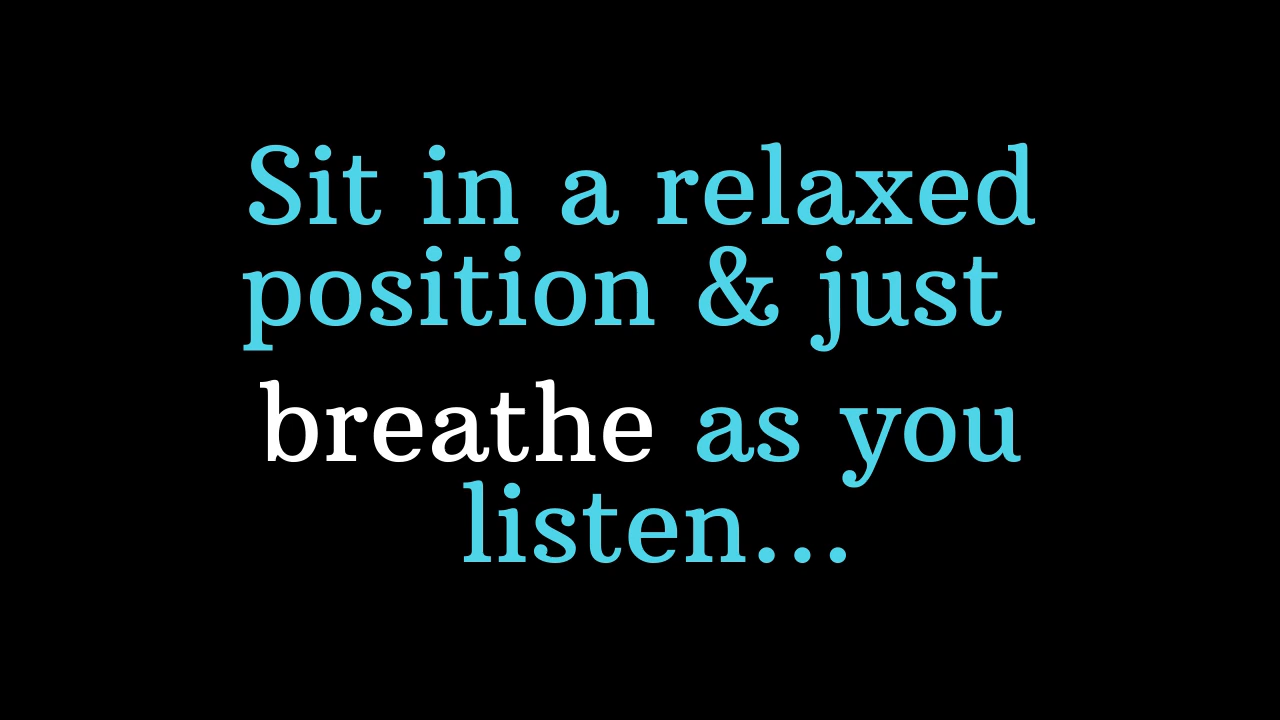 Sit in a relaxed
position & just
breathe as you
listen...